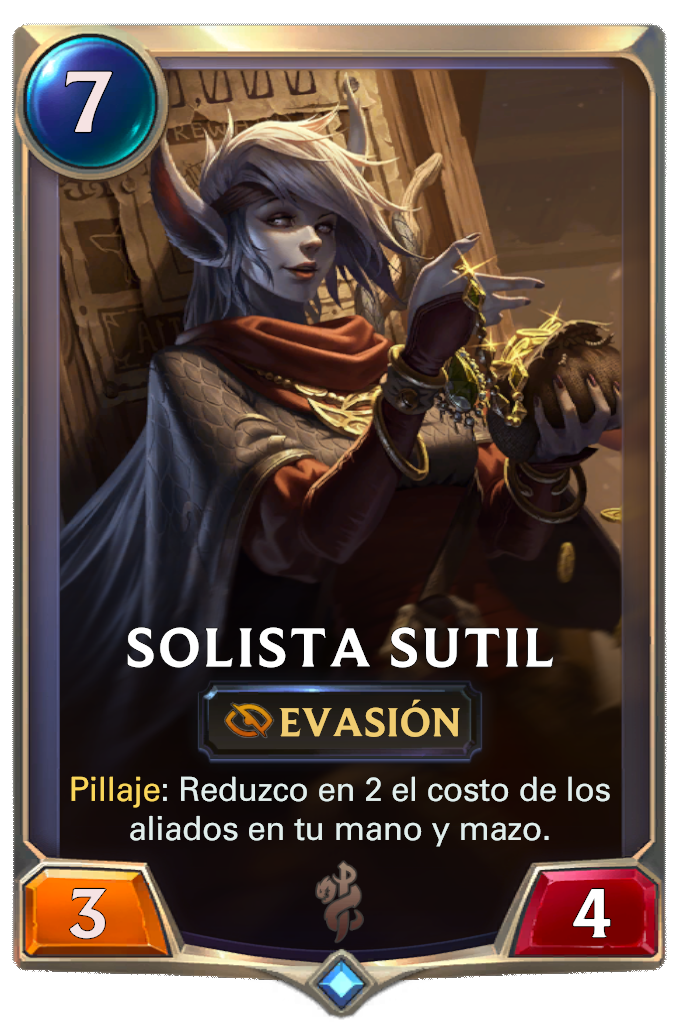 7
SOLISTA SUTIL
EVASIÓN
Pillaje: Reduzco en 2 el costo de los
aliados en tu mano y mazo.
3
4